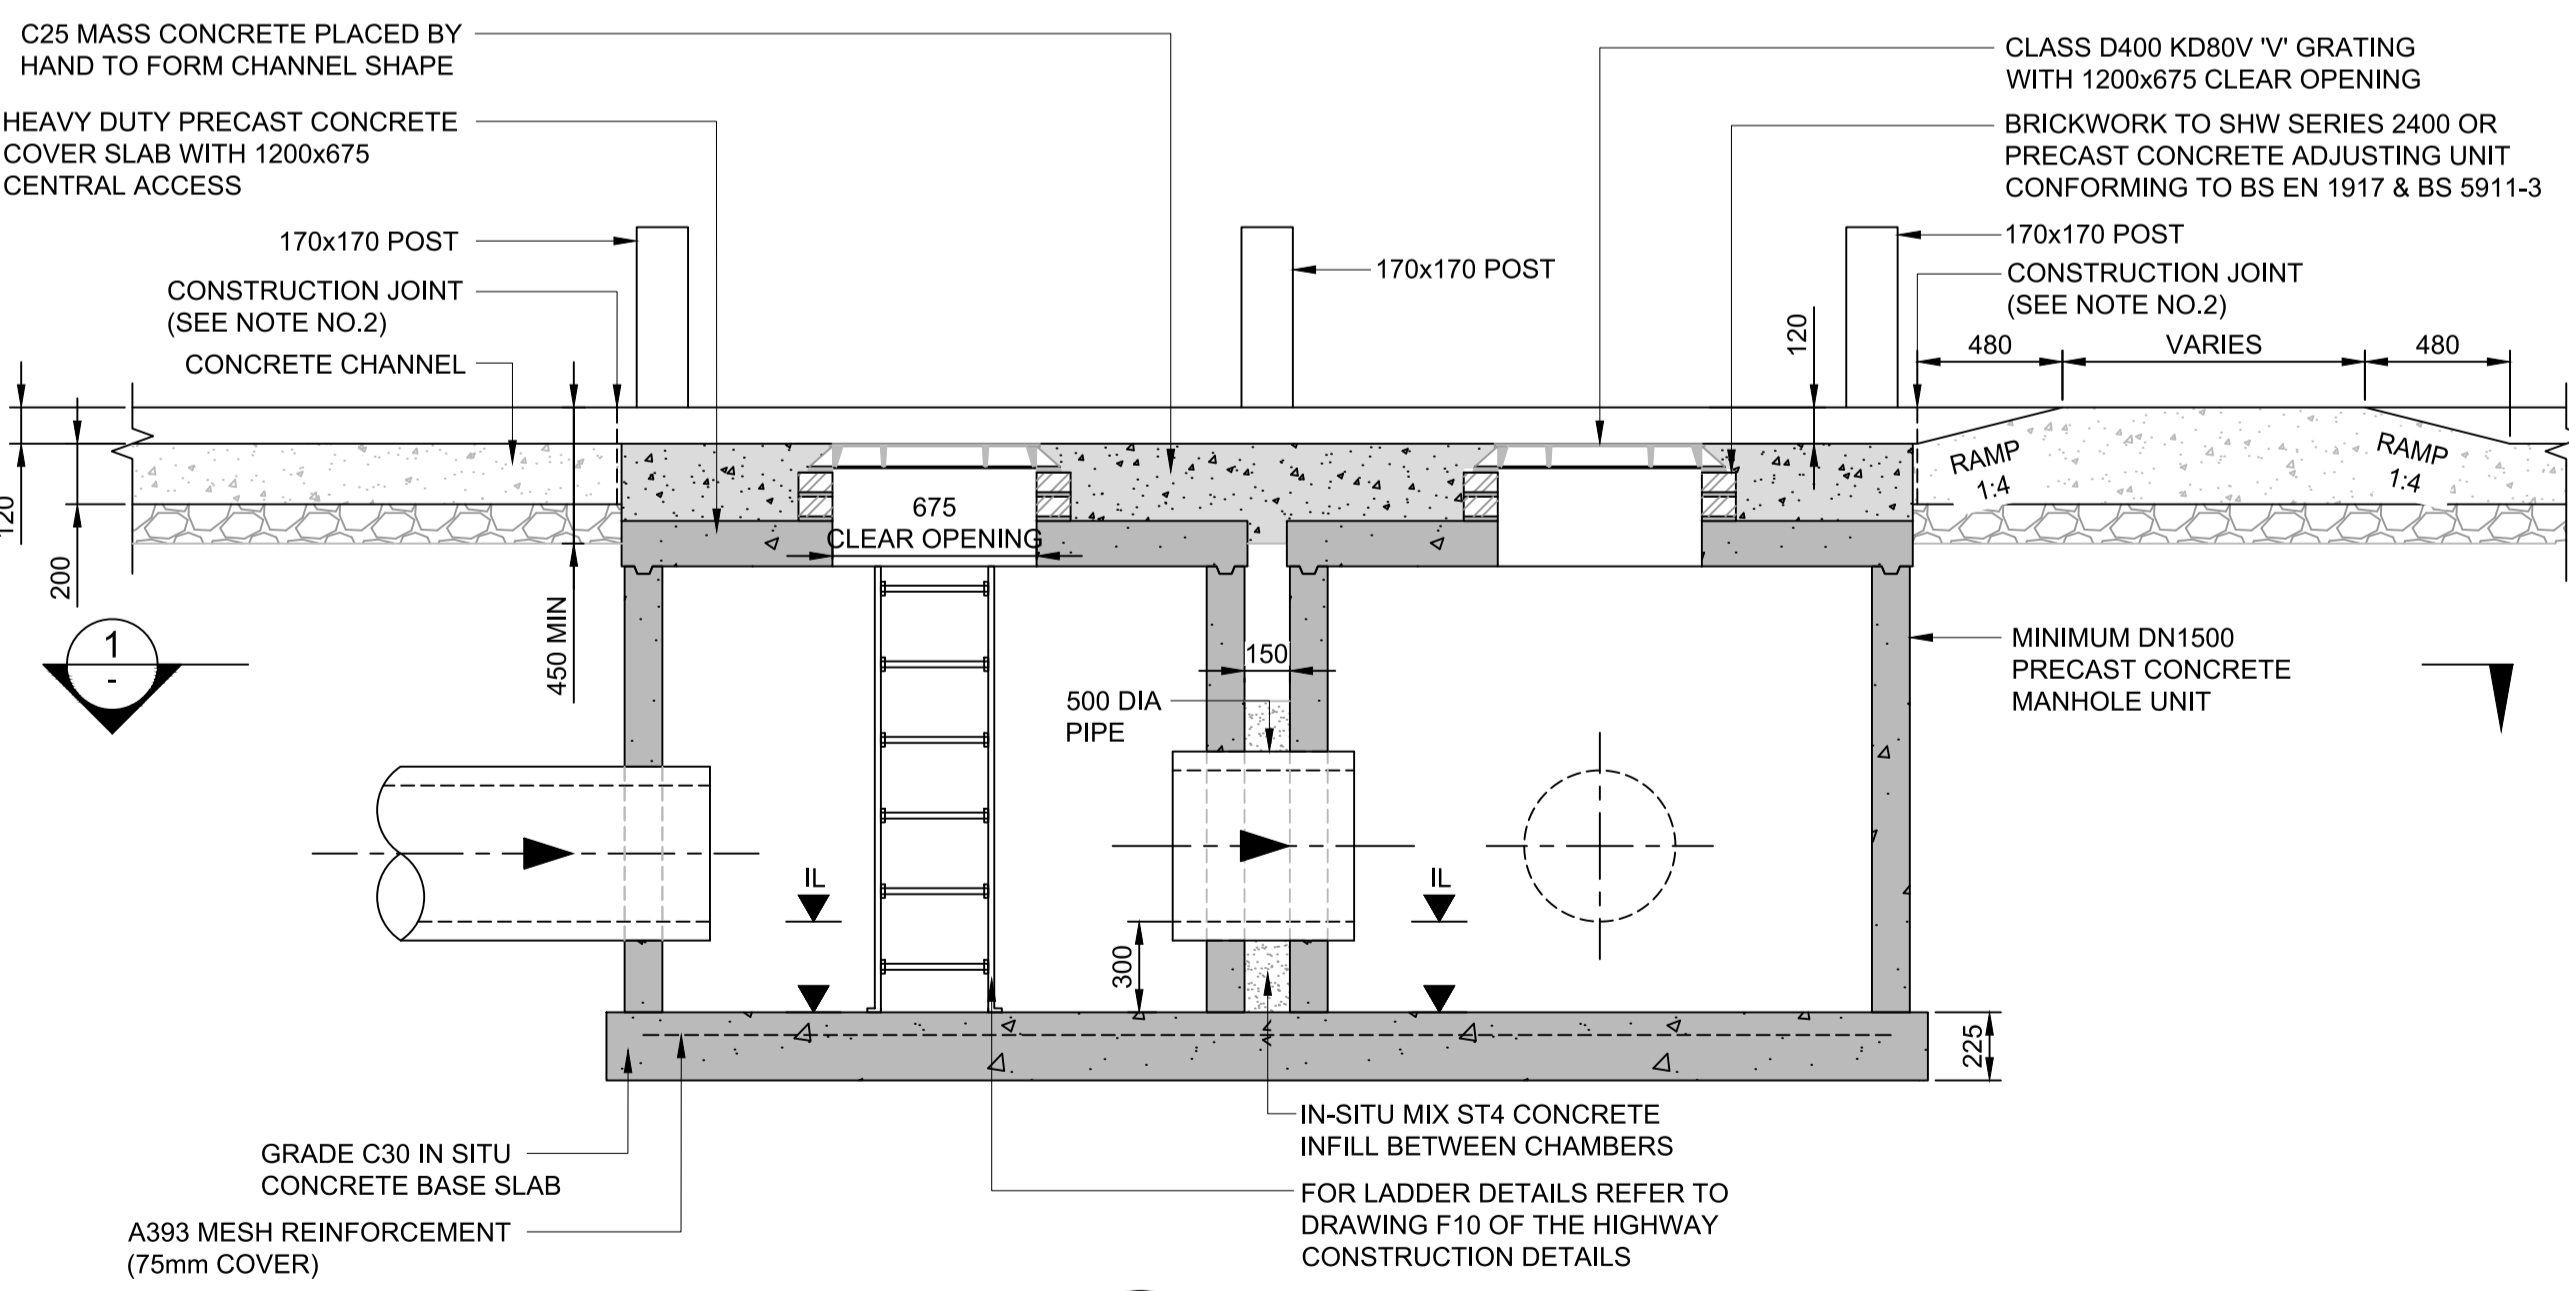 C25 MASS CONCRETE PLACED BY
HAND TO FORM CHANNEL SHAPE
HEAVY DUTY PRECAST CONCRETE
COVER SLAB WITH 1200x675
CENTRAL ACCESS
170x170 POST
CONSTRUCTION JOINT
(SEE NOTE NO.2)
CONCRETE CHANNEL
170x170 POST
CLASS D400 KD80V 'V' GRATING
WITH 1200x675 CLEAR OPENING
BRICKWORK TO SHW SERIES 2400 OR
PRECAST CONCRETE ADJUSTING UNIT
CONFORMING TO BS EN 1917 & BS 5911-3
170x170 POST
CONSTRUCTION JOINT
(SEE NOTE NO.2)
120
480
VARIES
480
RAMP
1:4
RAMP
1:4
120
200
450 MIN
675
CLEAR OPENING
1
-
150
500 DIA
PIPE
MINIMUM DN1500
PRECAST CONCRETE
MANHOLE UNIT
IL
IL
300
225
GRADE C30 IN SITU
CONCRETE BASE SLAB
A393 MESH REINFORCEMENT
(75mm COVER)
IN-SITU MIX ST4 CONCRETE
INFILL BETWEEN CHAMBERS
FOR LADDER DETAILS REFER TO
DRAWING F10 OF THE HIGHWAY
CONSTRUCTION DETAILS